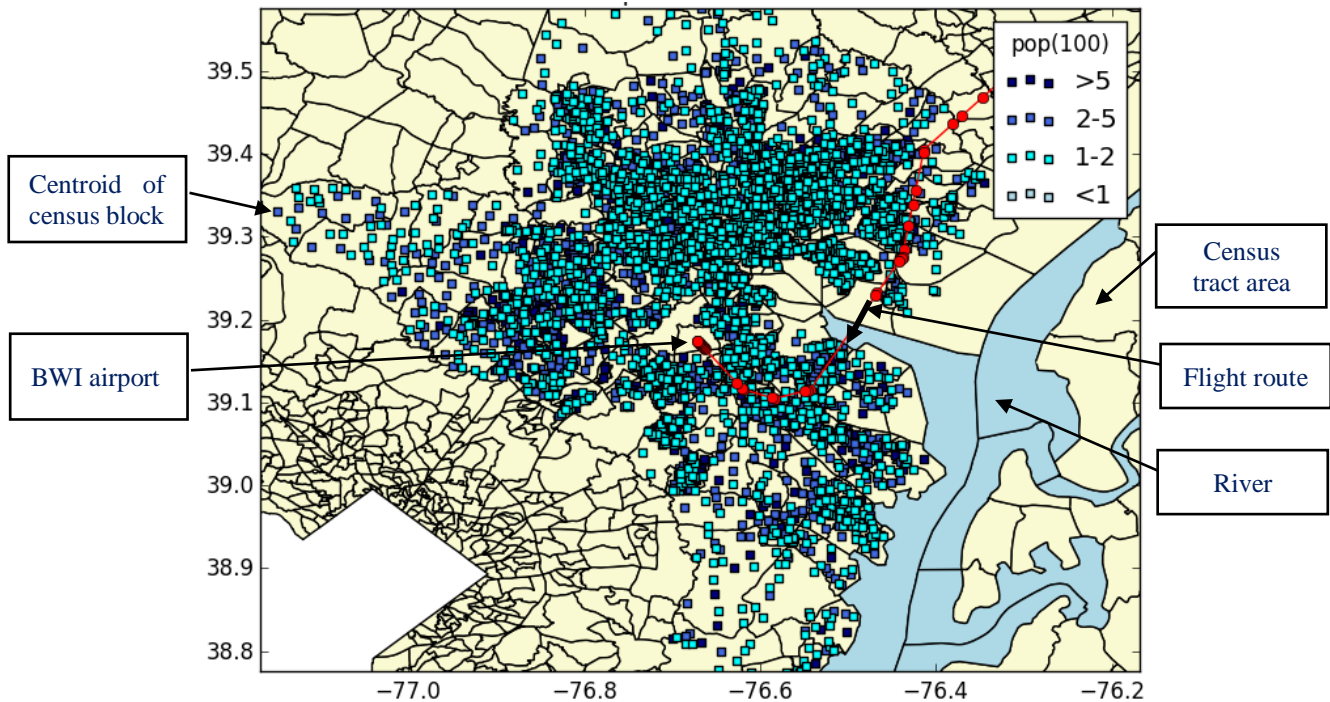 pop(100)
>5
2-5
1-2
<1
39.5
39.4
39.3
39.2
39.1
39.0
38.9
38.8
−77.0
−76.8
−76.6
−76.4
−76.2
Centroid of
census block
BWI airport
Census
tract area
Flight route
River